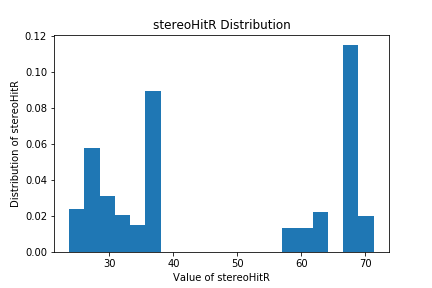 stereoHitR Distribution
0.12
0.10
0.08
0.06
0.04
0.02
0.00
Distribution of stereoHitR
30 40 50 60 70
Value of stereoHitR